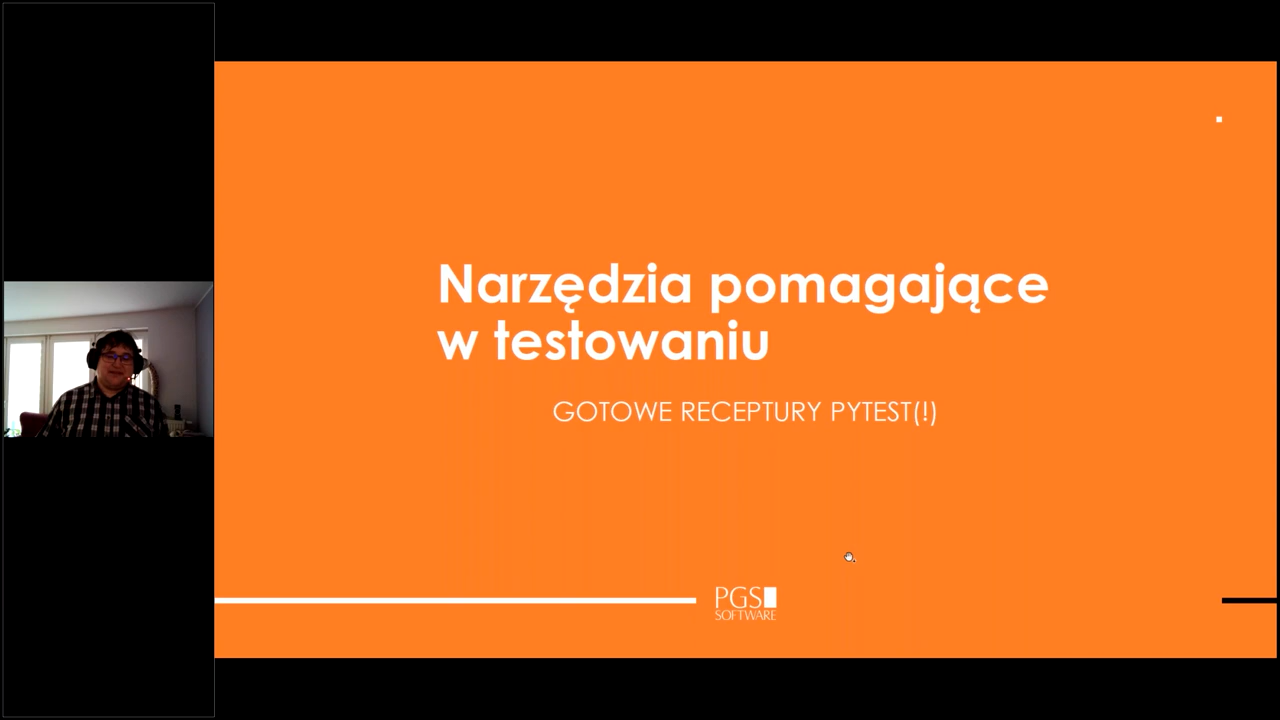 Narzędzia pomagające
w testowaniu
GOTOWE RECEPTURY PYTEST(!)
PGS
SOFTWARE